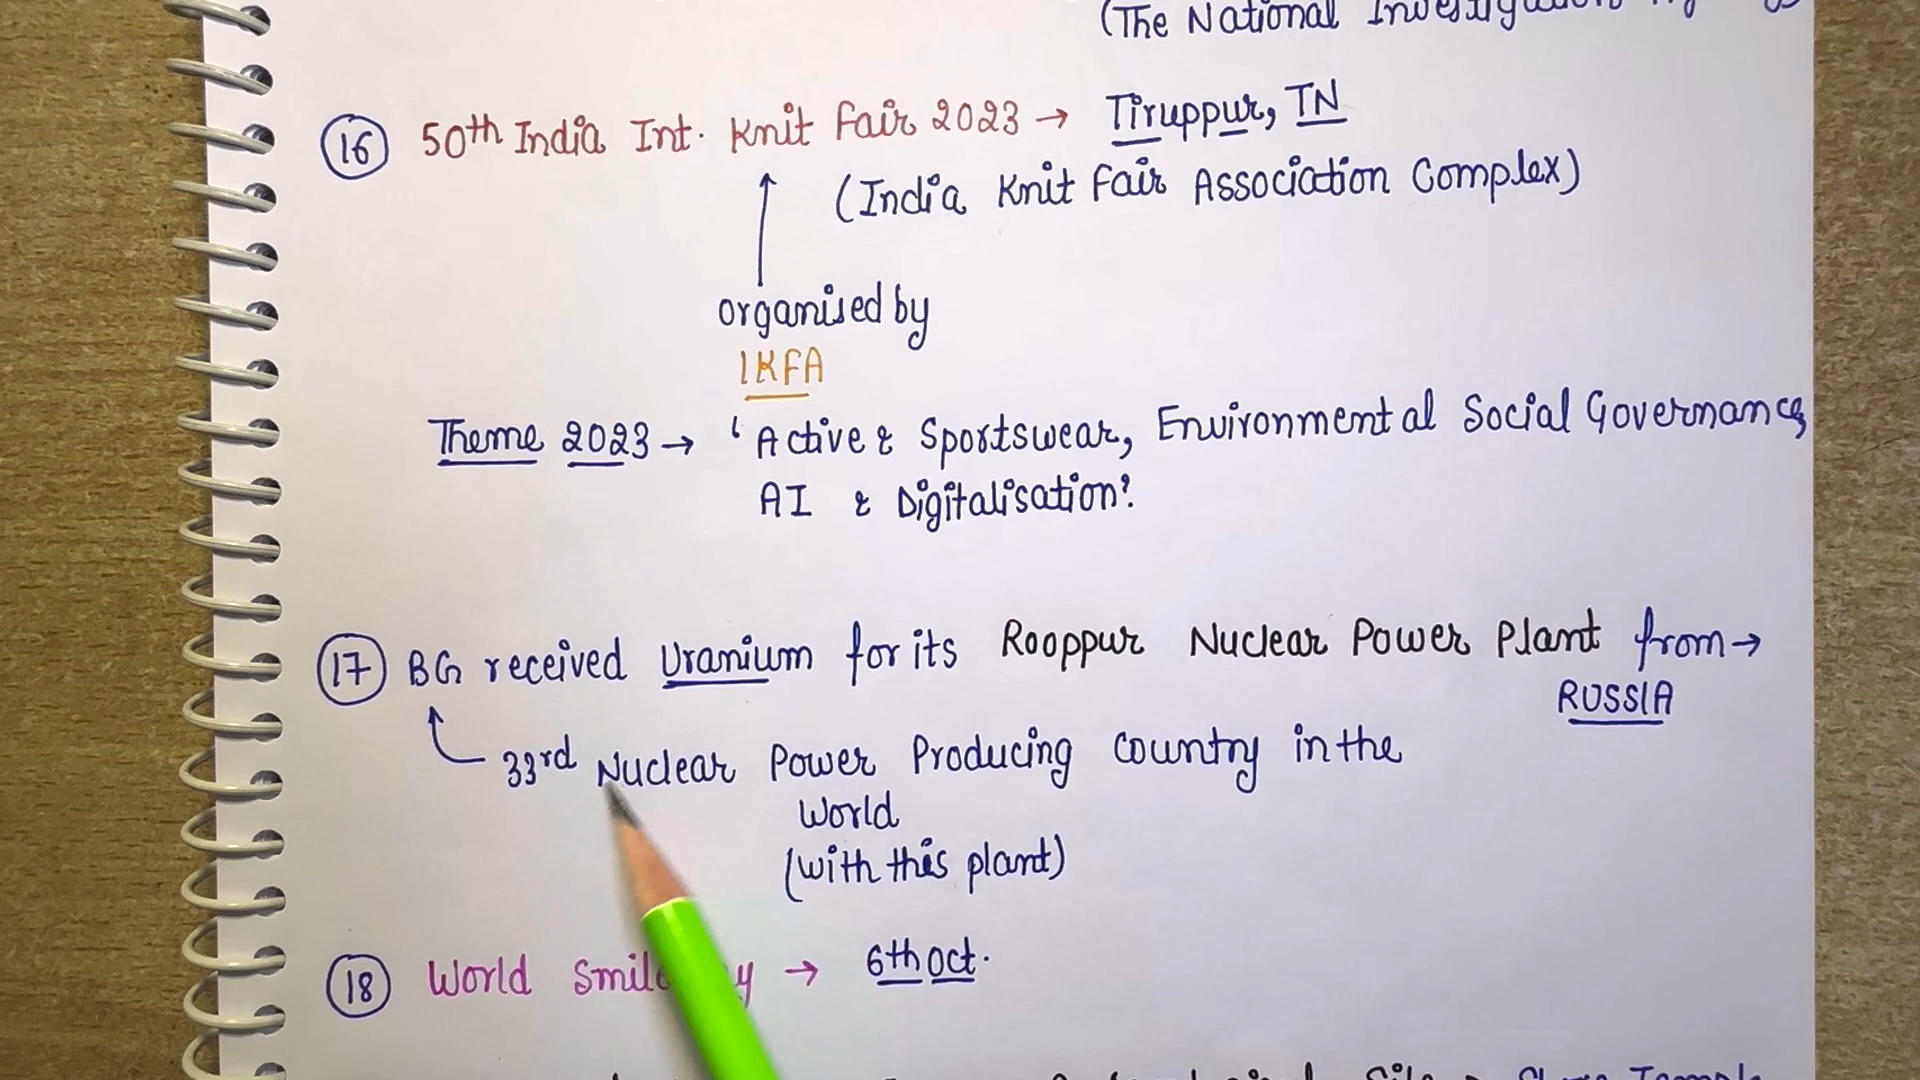 (The National Investigation
16 50th India Int. Knit Fair 2023 → Tiruppur, TN
(India Knit Fair Association Complex)
organised by
IKFA
Theme 2023 → ‘Active & Sportswear, Environmental Social Governance,
AI & Digitalisation’.
17 BG received Uranium for its Rooppur Nuclear Power Plant from →
RUSSIA
33rd Nuclear Power Producing country in the
World
(with this plant)
18 World → 6th Oct.